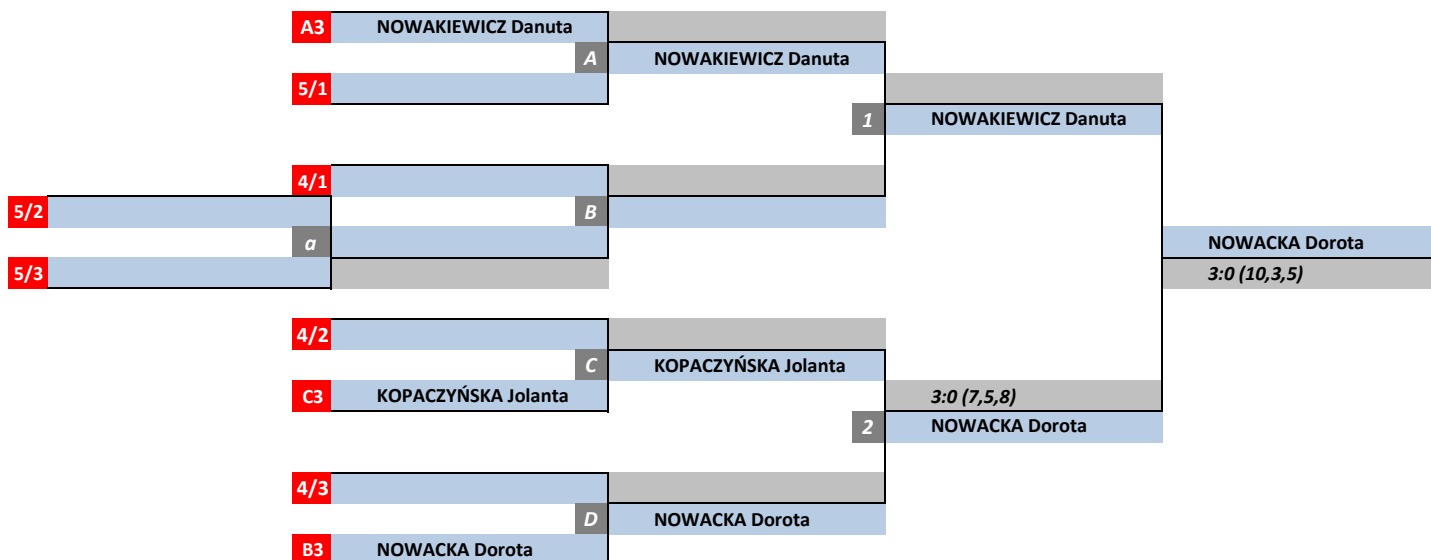 A3 NOWAKIEWICZ Danuta
A NOWAKIEWICZ Danuta
5/1
1 NOWAKIEWICZ Danuta
4/1
5/2 B
a NOWACKA Dorota
5/3 3:0 (10,3,5)
4/2
C KOPACZYŃSKA Jolanta
C3 KOPACZYŃSKA Jolanta 3:0 (7,5,8)
2 NOWACKA Dorota
4/3
D NOWACKA Dorota
B3 NOWACKA Dorota